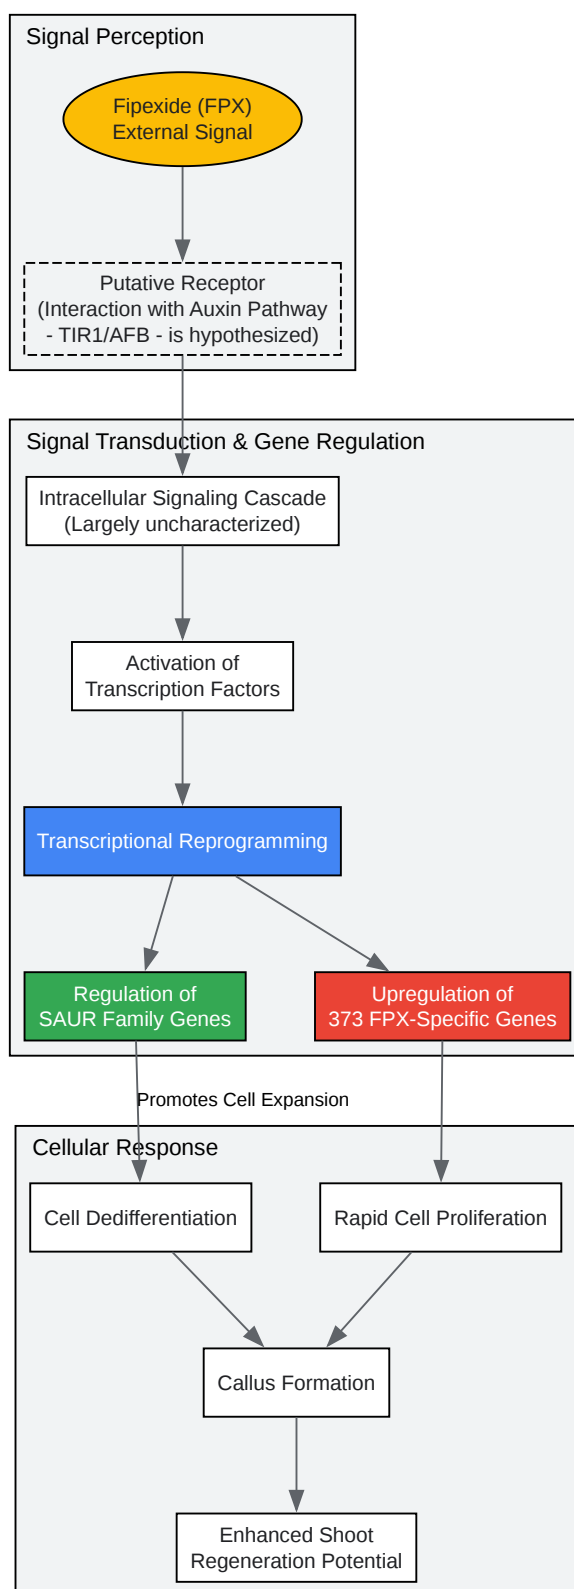 Signal Perception
Fipexide (FPX)
External Signal
Putative Receptor
(Interaction with Auxin Pathway
- TIR1/AFB - is hypothesized)
Signal Transduction & Gene Regulation
Intracellular Signaling Cascade
(Largely uncharacterized)
Activation of
Transcription Factors
Transcriptional Reprogramming
Regulation of
SAUR Family Genes
Upregulation of
373 FPX-Specific Genes
Promotes Cell Expansion
Cellular Response
Cell Dedifferentiation
Rapid Cell Proliferation
Callus Formation
Enhanced Shoot
Regeneration Potential